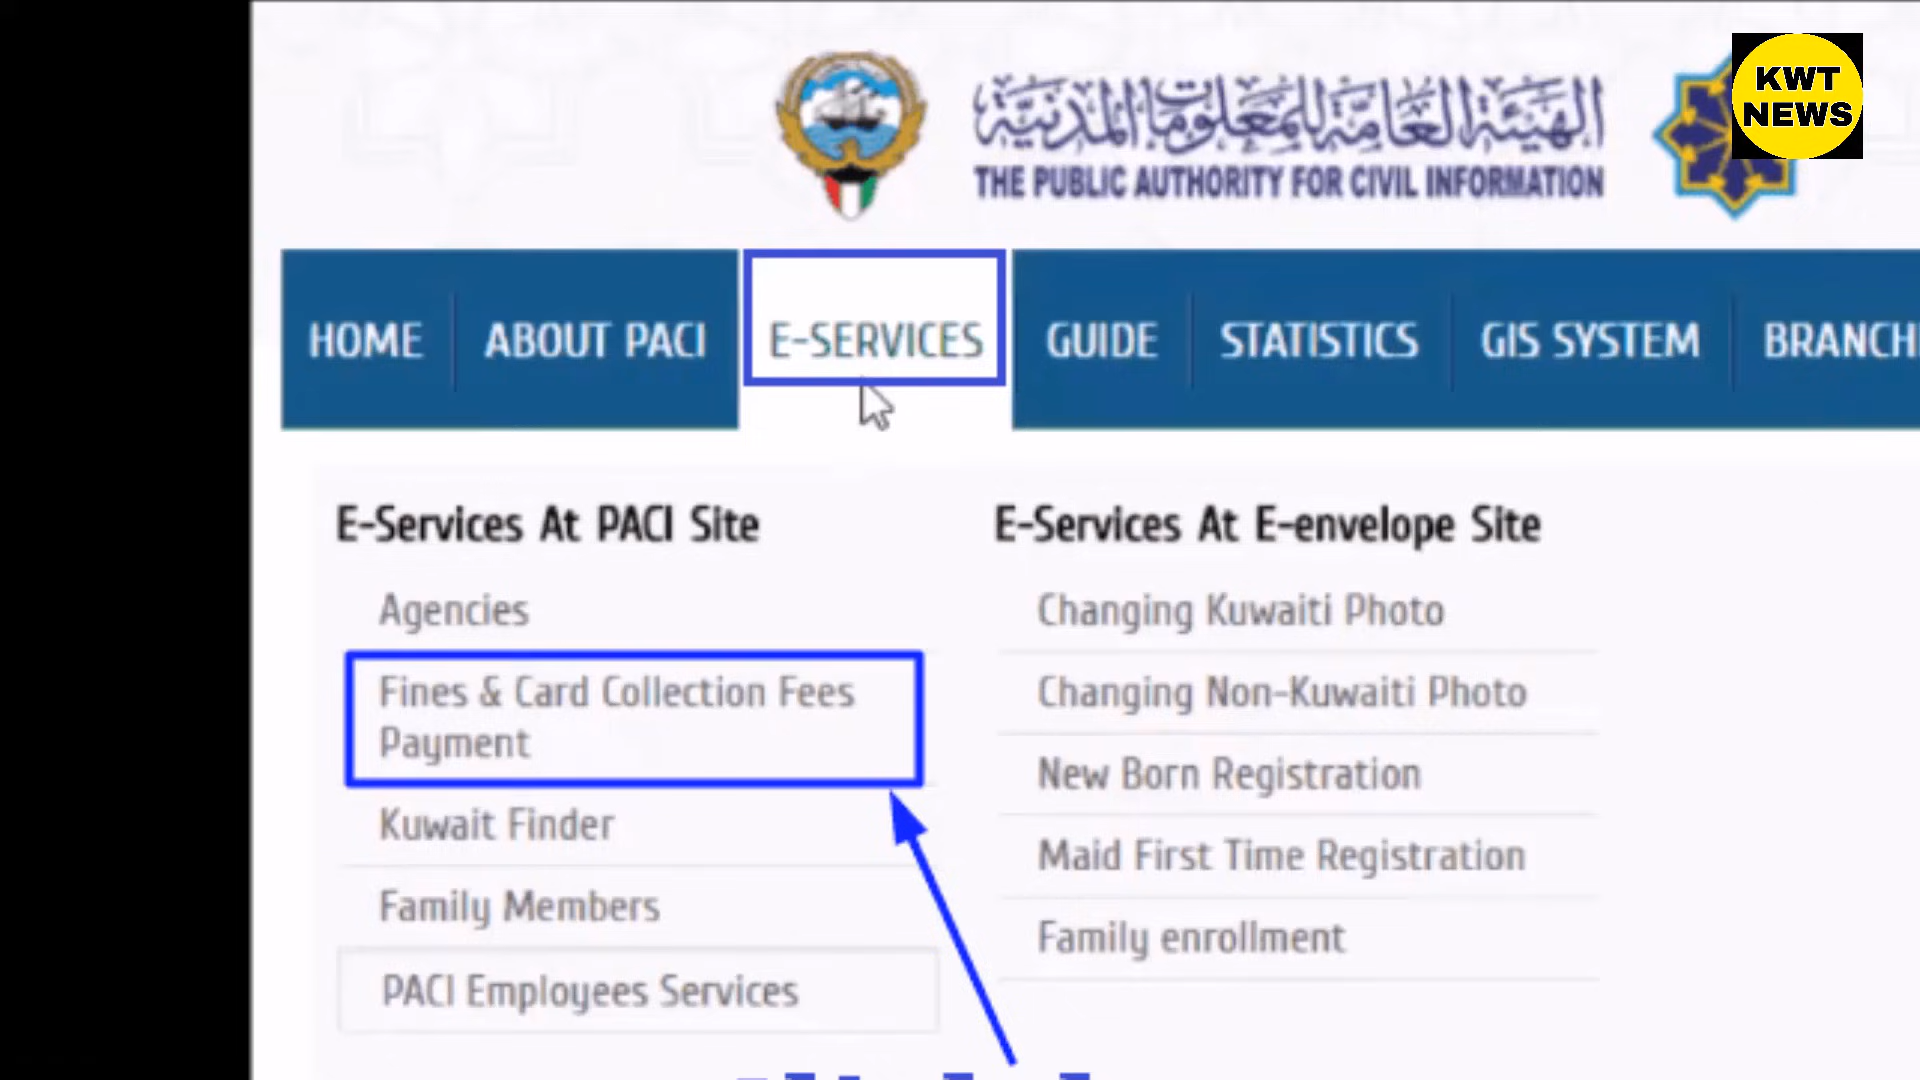 الهيئة العامة للمعلومات المدنية
THE PUBLIC AUTHORITY FOR CIVIL INFORMATION
KWT
NEWS
HOME
ABOUT PACI
E-SERVICES
GUIDE
STATISTICS
GIS SYSTEM
BRANCH
E-Services At PACI Site
Agencies
Fines & Card Collection Fees
Payment
Kuwait Finder
Family Members
PACI Employees Services
E-Services At E-envelope Site
Changing Kuwaiti Photo
Changing Non-Kuwaiti Photo
New Born Registration
Maid First Time Registration
Family enrollment